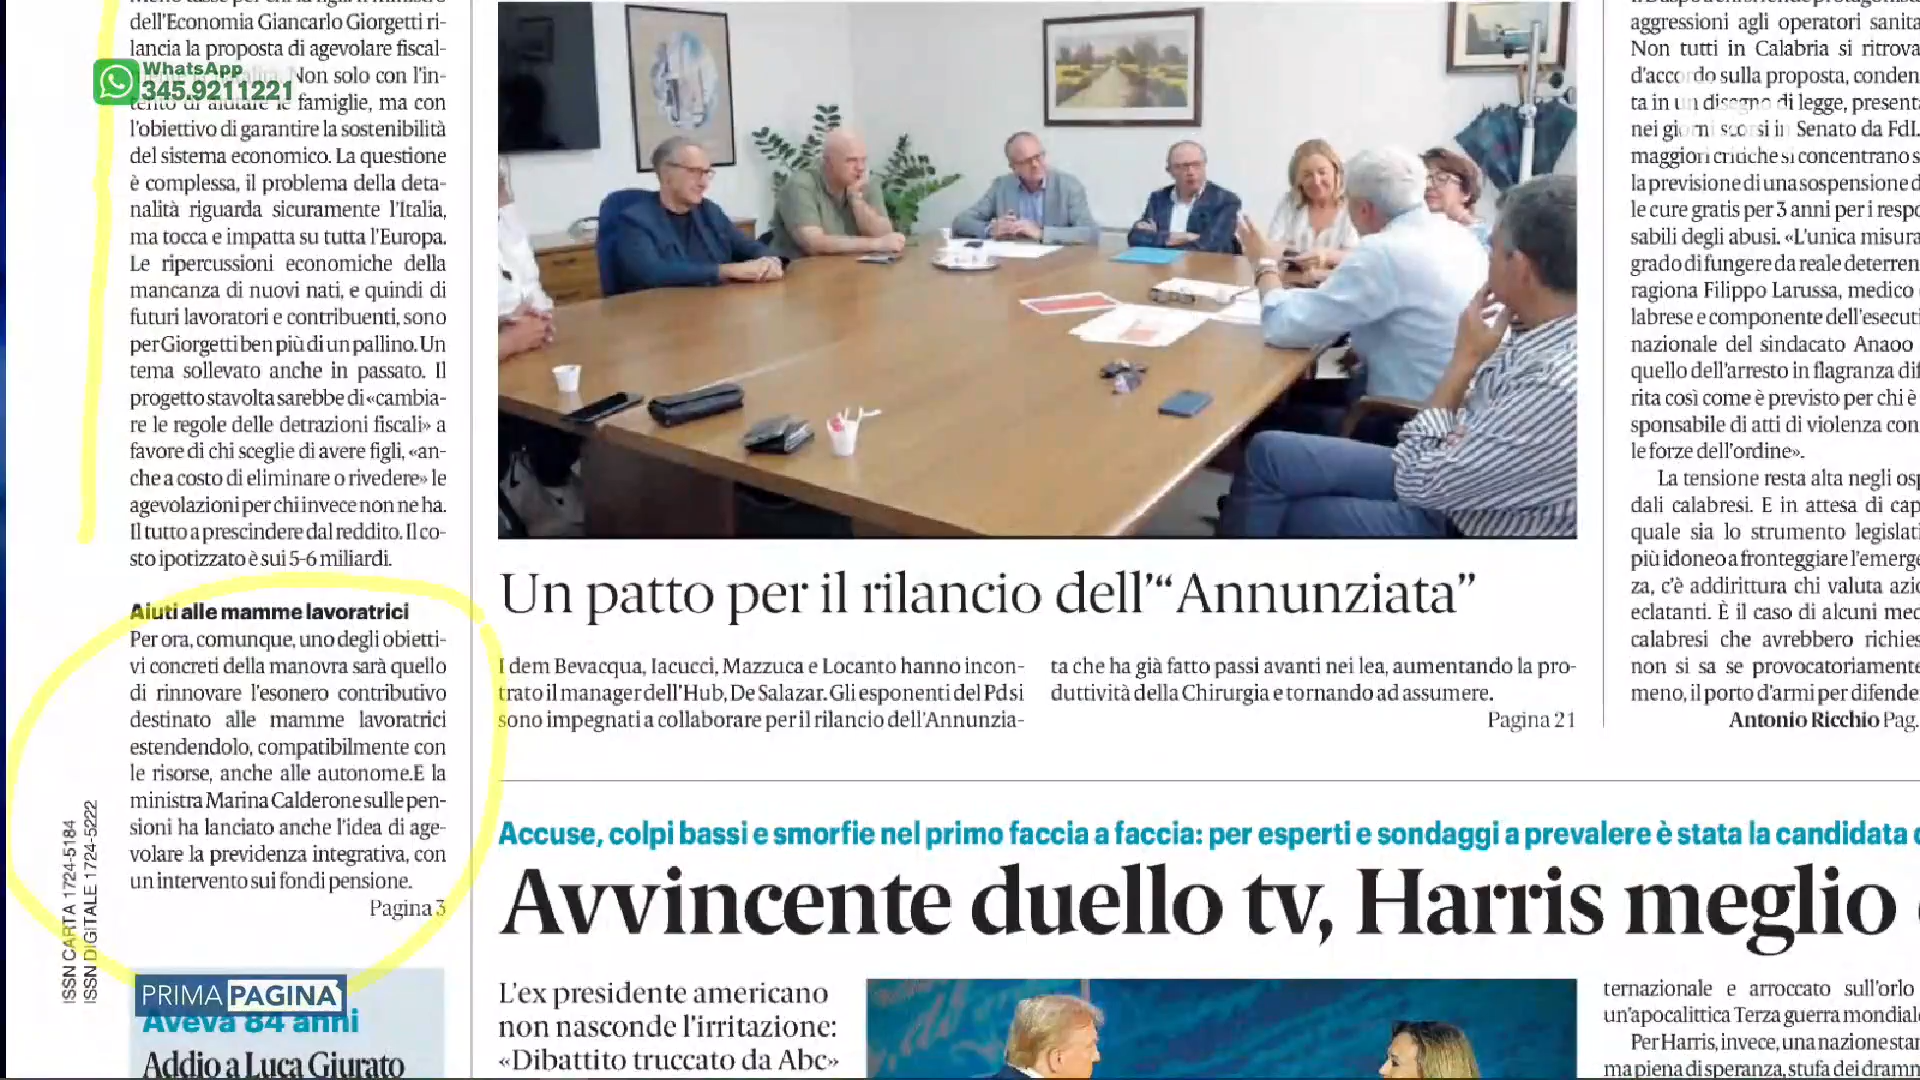 dell'Economia Giancarlo Giorgetti ri-
lancia la proposta di agevolare fiscal-
Non solo con l'in-
tento di aiutare le famiglie, ma con
l'obiettivo di garantire la sostenibilità
del sistema economico. La questione
è complessa, il problema della deta-
nalità riguarda sicuramente l'Italia,
ma tocca e impatta su tutta l'Europa.
Le ripercussioni economiche della
mancanza di nuovi nati, e quindi di
futuri lavoratori e contribuenti, sono
per Giorgetti ben più di un pallino. Un
tema sollevato anche in passato. Il
progetto stavolta sarebbe di «cambia-
re le regole delle detrazioni fiscali» a
favore di chi sceglie di avere figli, «an-
che a costo di eliminare o rivedere» le
agevolazioni per chi invece non ne ha.
Il tutto a prescindere dal reddito. Il co-
sto ipotizzato è sui 5-6 miliardi.
Aiuti alle mamme lavoratrici
Per ora, comunque, uno degli obietti-
vi concreti della manovra sarà quello
di rinnovare l'esonero contributivo
destinato alle mamme lavoratrici
estendendolo, compatibilmente con
le risorse, anche alle autonome.E la
ministra Marina Calderone sulle pen-
sioni ha lanciato anche l'idea di age-
volare la previdenza integrativa, con
un intervento sui fondi pensione.
Pagina 3
WhatsApp
345.9211221
ISSN CARTA 1724-5184
ISSN DIGITALE 1724-5222
PRIMA PAGINA
Aveva 84 anni
Addio a Luca Giurato
Un patto per il rilancio dell'“Annunziata”
I dem Bevacqua, Iacucci, Mazzuca e Locanto hanno incon-
trato il manager dell'Hub, De Salazar. Gli esponenti del Pd si
sono impegnati a collaborare per il rilancio dell'Annunzia-
ta che ha già fatto passi avanti nei lea, aumentando la pro-
duttività della Chirurgia e tornando ad assumere.
Pagina 21
Accuse, colpi bassi e smorfie nel primo faccia a faccia: per esperti e sondaggi a prevalere è stata la candidata
Avvincente duello tv, Harris meglio
L'ex presidente americano
non nasconde l'irritazione:
«Dibattito truccato da Abc»
aggressioni agli operatori sanita
Non tutti in Calabria si ritrova
d'accordo sulla proposta, conden
ta in un disegno di legge, presenta
nei giorni scorsi in Senato da FdI.
maggiori critiche si concentrano s
la previsione di una sospensione d
le cure gratis per 3 anni per i respo
sabili degli abusi. «L'unica misura
grado di fungere da reale deterren
ragiona Filippo Larussa, medico
labrese e componente dell'esecuti
nazionale del sindacato Anaoo
quello dell'arresto in flagranza dif
rita così come è previsto per chi è
sponsabile di atti di violenza con
le forze dell'ordine».
La tensione resta alta negli osp
dali calabresi. E in attesa di cap
quale sia lo strumento legislati
più idoneo a fronteggiare l'emerge
za, c'è addirittura chi valuta azio
eclatanti. È il caso di alcuni med
calabresi che avrebbero richies
non si sa se provocatoriamente
meno, il porto d'armi per difende
Antonio Ricchio Pag.
ternazionale e arroccato sull'orlo
un'apocalittica Terza guerra mondiale
Per Harris, invece, una nazione stan
ma piena di speranza, stufa dei dramm